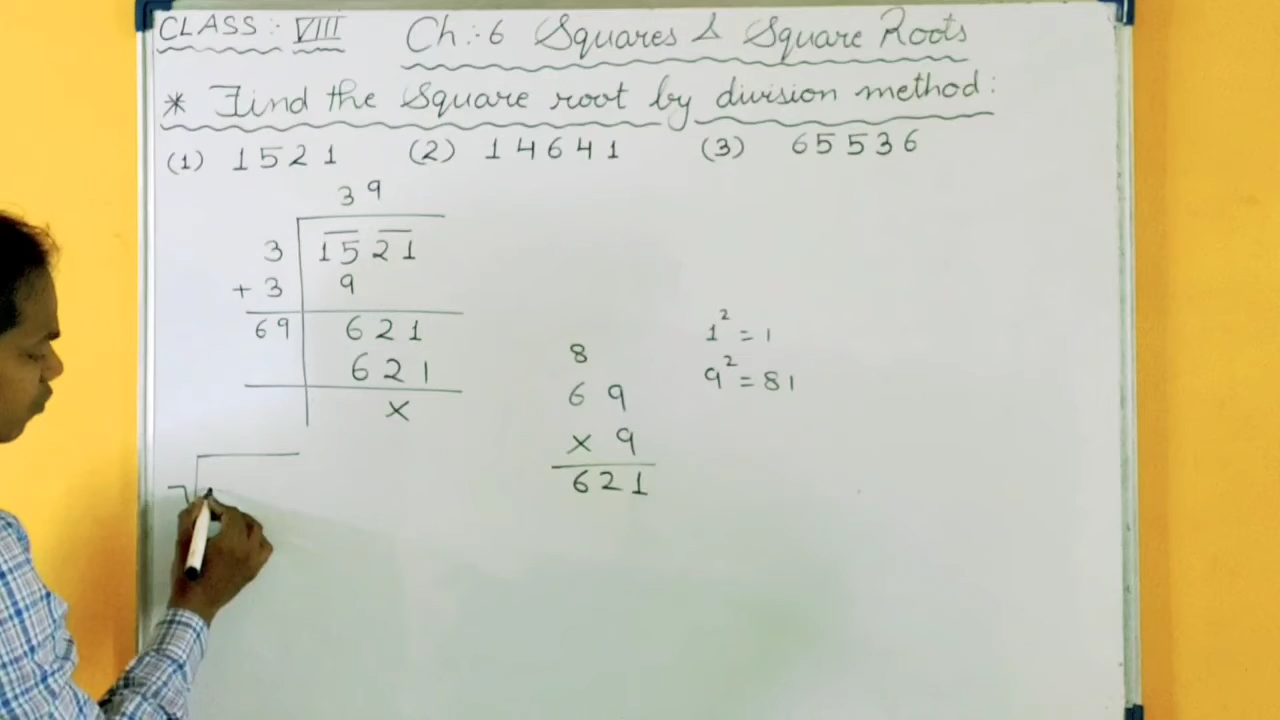 CLASS :- VIII Ch :- 6 Squares & Square Roots
* Find the square root by division method :
(1) 1521 (2) 14641 (3) 65536
39
3 1521
+ 3 9
69 621
621
x
8
69
x 9
621
1² = 1
9² = 81
√